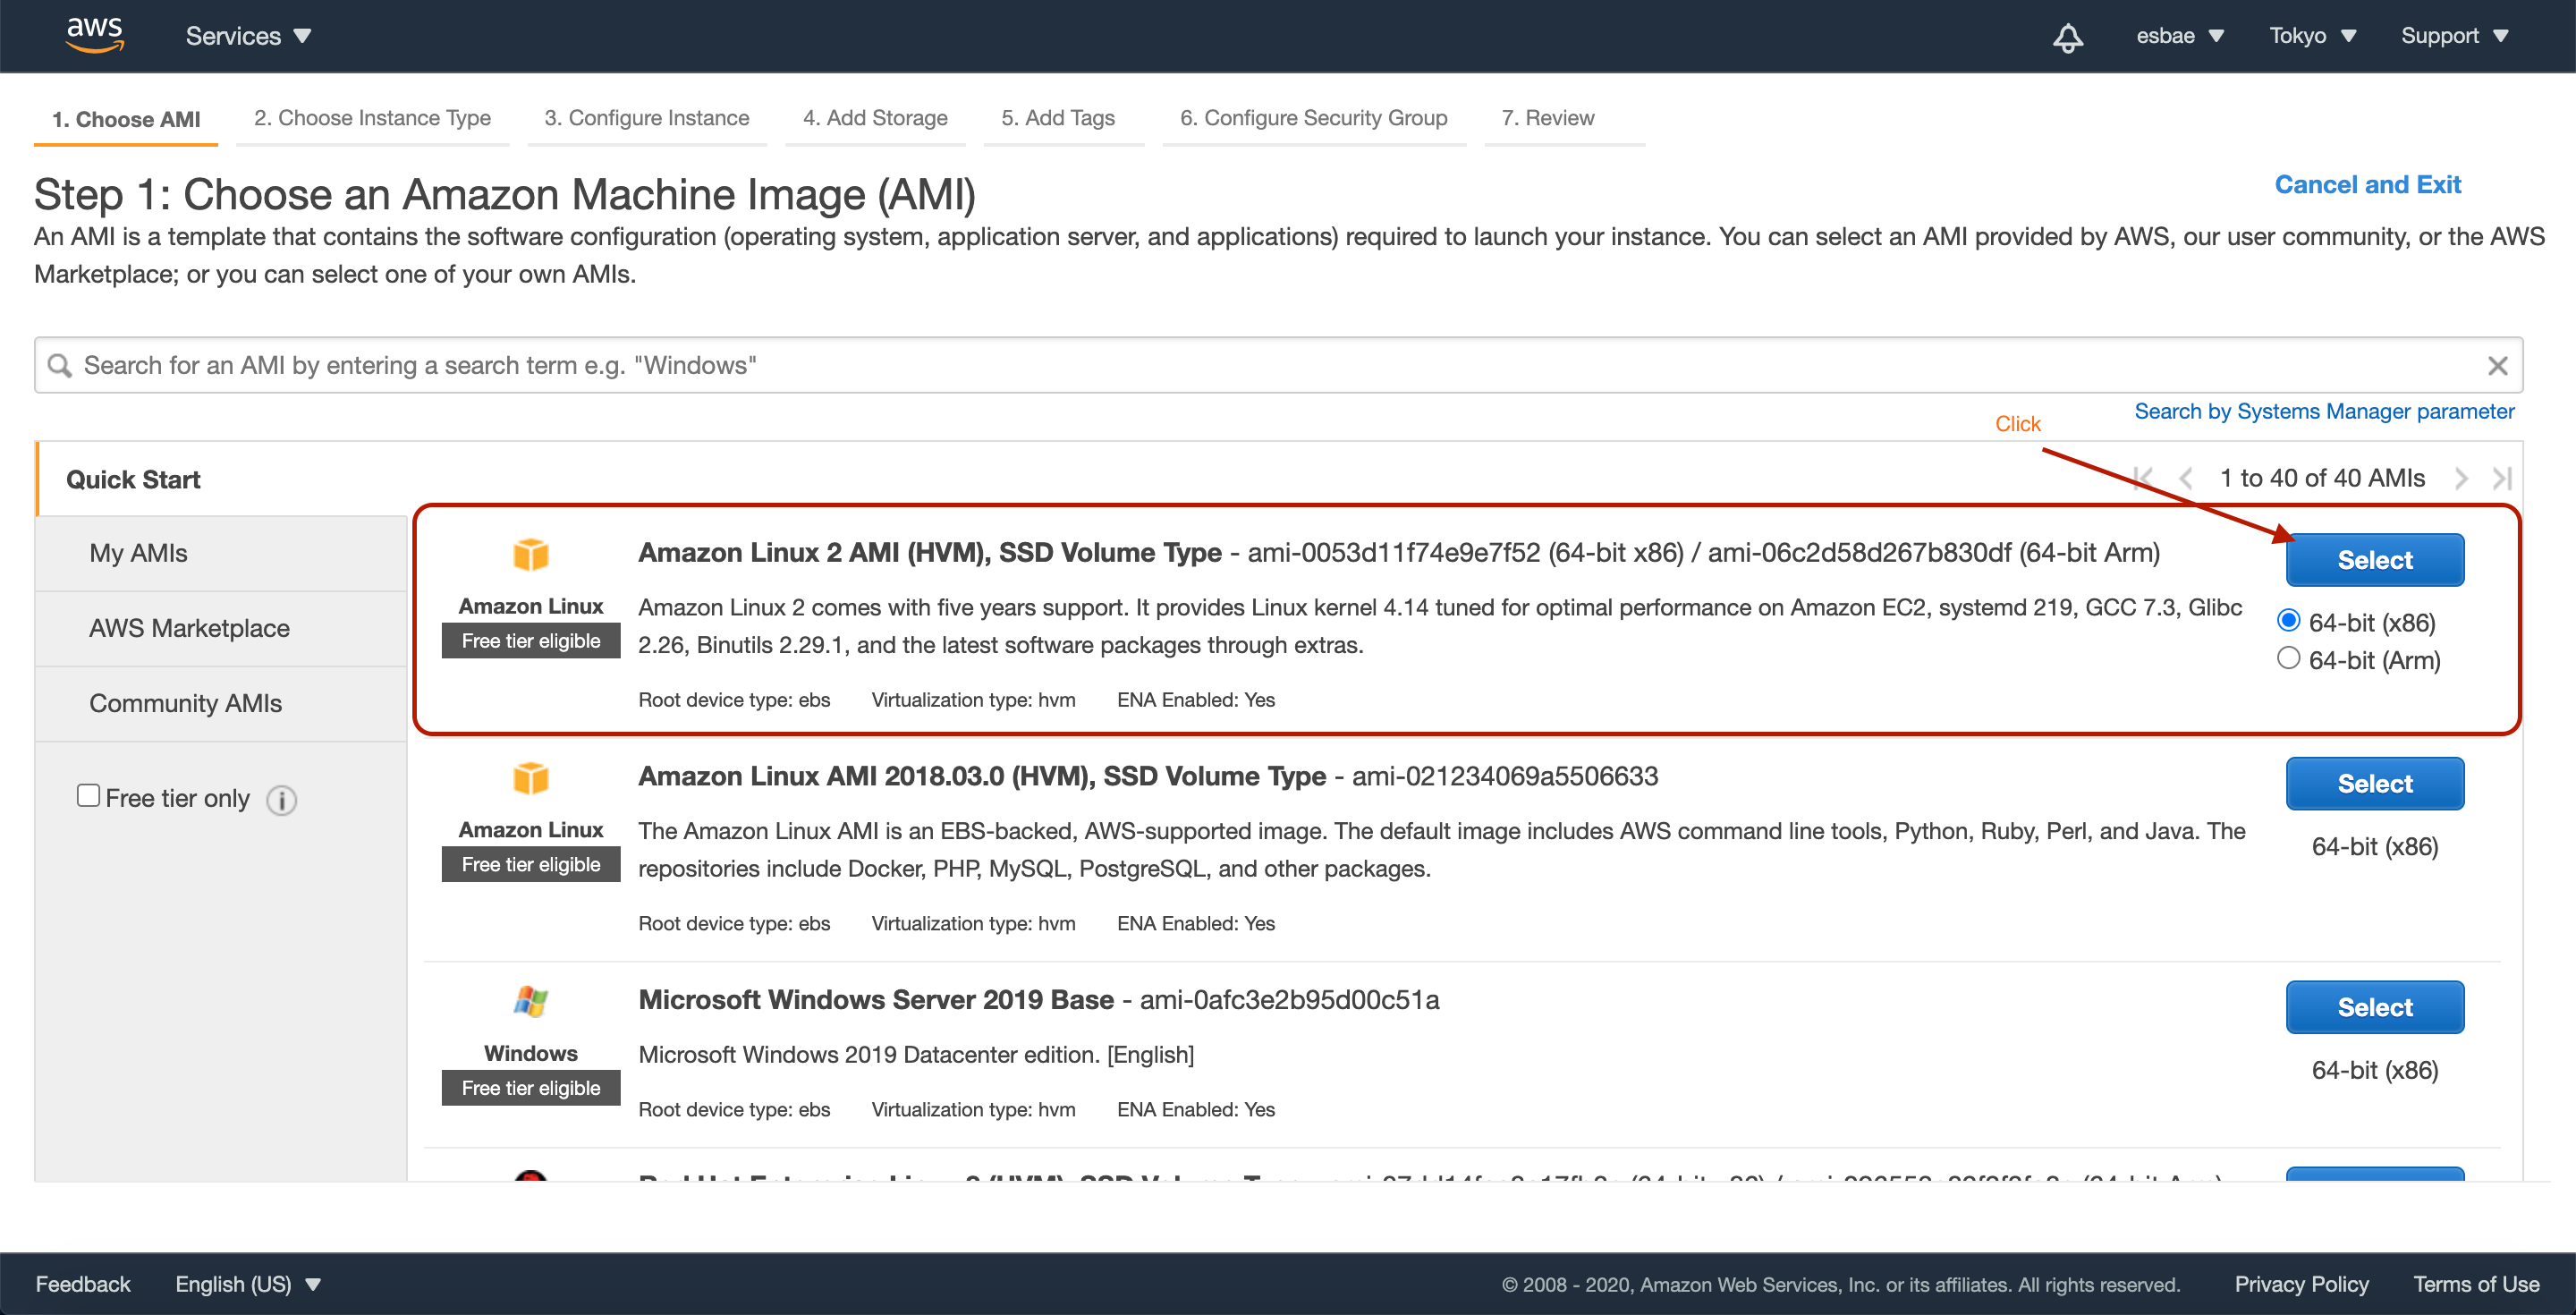 aws
Services
esbae
Tokyo
Support
1. Choose AMI
2. Choose Instance Type
3. Configure Instance
4. Add Storage
5. Add Tags
6. Configure Security Group
7. Review
Step 1: Choose an Amazon Machine Image (AMI)
Cancel and Exit
An AMI is a template that contains the software configuration (operating system, application server, and applications) required to launch your instance. You can select an AMI provided by AWS, our user community, or the AWS
Marketplace; or you can select one of your own AMIs.
Search for an AMI by entering a search term e.g. "Windows"
Search by Systems Manager parameter
Click
Quick Start
1 to 40 of 40 AMIs
My AMIs
AWS Marketplace
Community AMIs
Free tier only
Amazon Linux
Free tier eligible
Amazon Linux 2 AMI (HVM), SSD Volume Type - ami-0053d11f74e9e7f52 (64-bit x86) / ami-06c2d58d267b830df (64-bit Arm)
Amazon Linux 2 comes with five years support. It provides Linux kernel 4.14 tuned for optimal performance on Amazon EC2, systemd 219, GCC 7.3, Glibc
2.26, Binutils 2.29.1, and the latest software packages through extras.
Root device type: ebs Virtualization type: hvm ENA Enabled: Yes
Select
64-bit (x86)
64-bit (Arm)
Amazon Linux
Free tier eligible
Amazon Linux AMI 2018.03.0 (HVM), SSD Volume Type - ami-021234069a5506633
The Amazon Linux AMI is an EBS-backed, AWS-supported image. The default image includes AWS command line tools, Python, Ruby, Perl, and Java. The
repositories include Docker, PHP, MySQL, PostgreSQL, and other packages.
Root device type: ebs Virtualization type: hvm ENA Enabled: Yes
Select
64-bit (x86)
Windows
Free tier eligible
Microsoft Windows Server 2019 Base - ami-0afc3e2b95d00c51a
Microsoft Windows 2019 Datacenter edition. [English]
Root device type: ebs Virtualization type: hvm ENA Enabled: Yes
Select
64-bit (x86)
Feedback
English (US)
© 2008 - 2020, Amazon Web Services, Inc. or its affiliates. All rights reserved.
Privacy Policy
Terms of Use